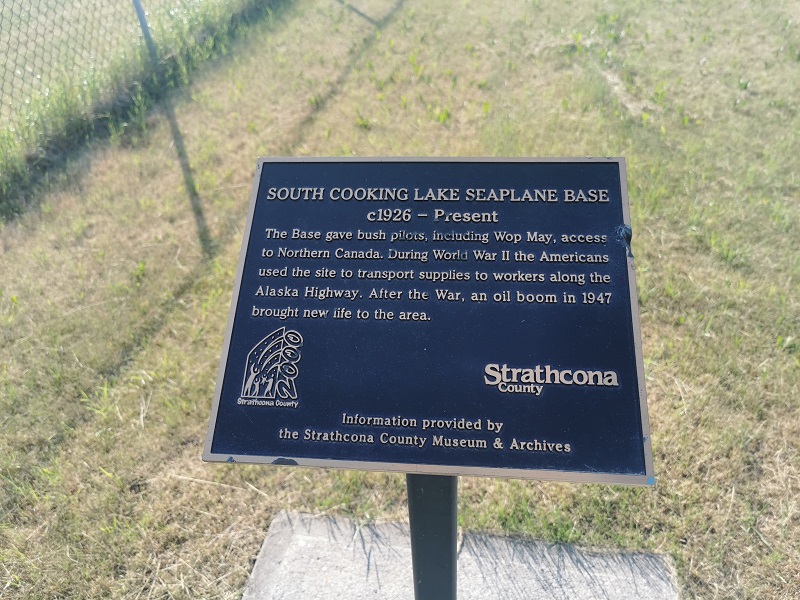 SOUTH COOKING LAKE SEAPLANE BASE
c1926 – Present
The Base gave bush pilots, including Wop May, access
to Northern Canada. During World War II the Americans
used the site to transport supplies to workers along the
Alaska Highway. After the War, an oil boom in 1947
brought new life to the area.
2000
Strathcona County
Strathcona
County
Information provided by
the Strathcona County Museum & Archives